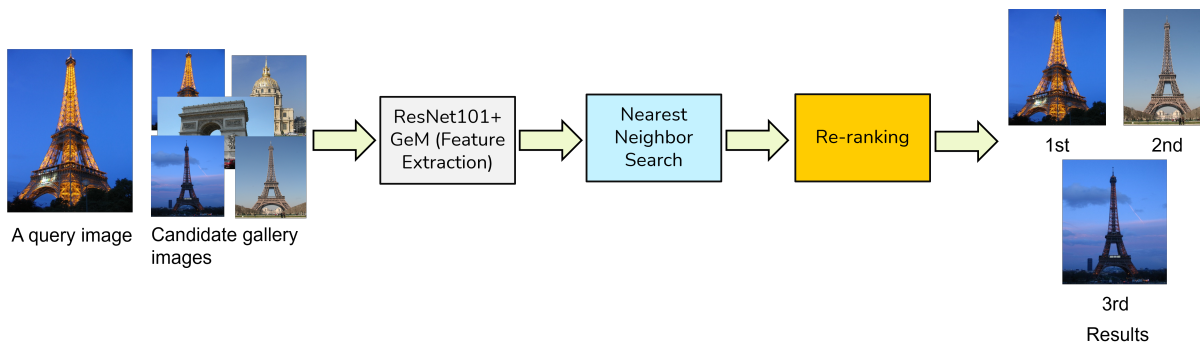 A query image
Candidate gallery
images
ResNet101+
GeM (Feature
Extraction)
Nearest
Neighbor
Search
Re-ranking
1st
2nd
3rd
Results